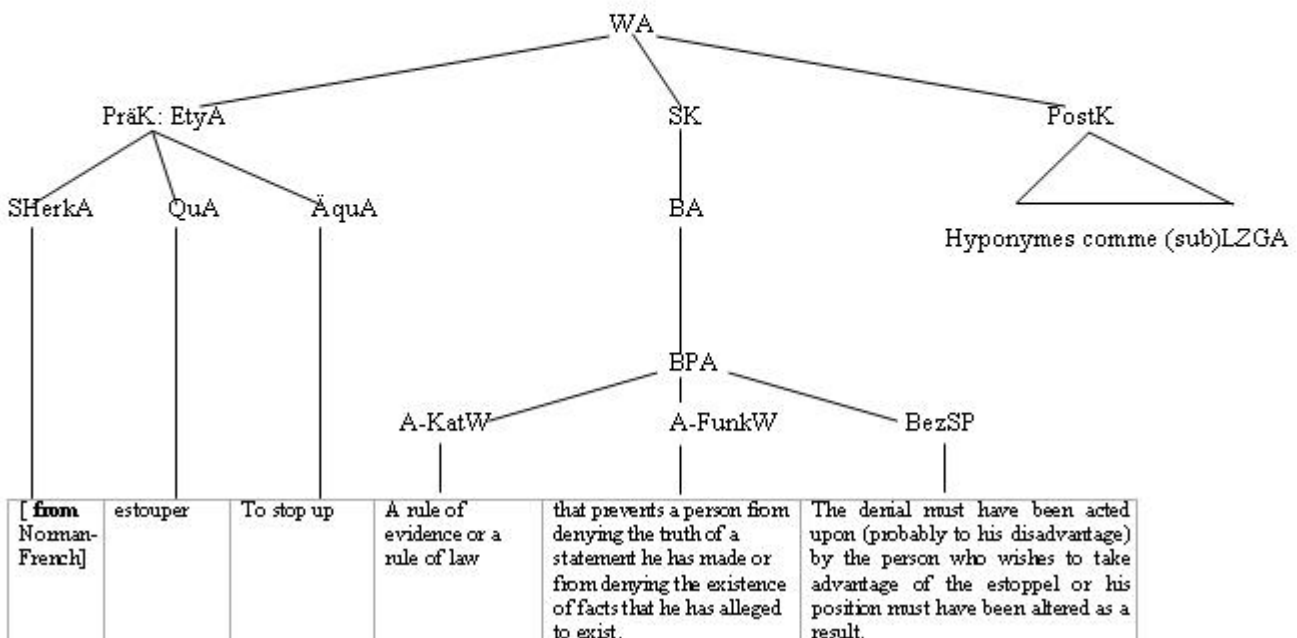 WA
PräK: EtyA
SK
PostK
SHerkA
QuA
ÄquA
BA
Hyponymes comme (sub)LZGA
BPA
A-KatW
A-FunkW
BezSP
[ from
Norman-
French]
estouper
To stop up
A rule of
evidence or a
rule of law
that prevents a person from
denying the truth of a
statement he has made or
from denying the existence
of facts that he has alleged
to exist.
The denial must have been acted
upon (probably to his disadvantage)
by the person who wishes to take
advantage of the estoppel or his
position must have been altered as a
result.